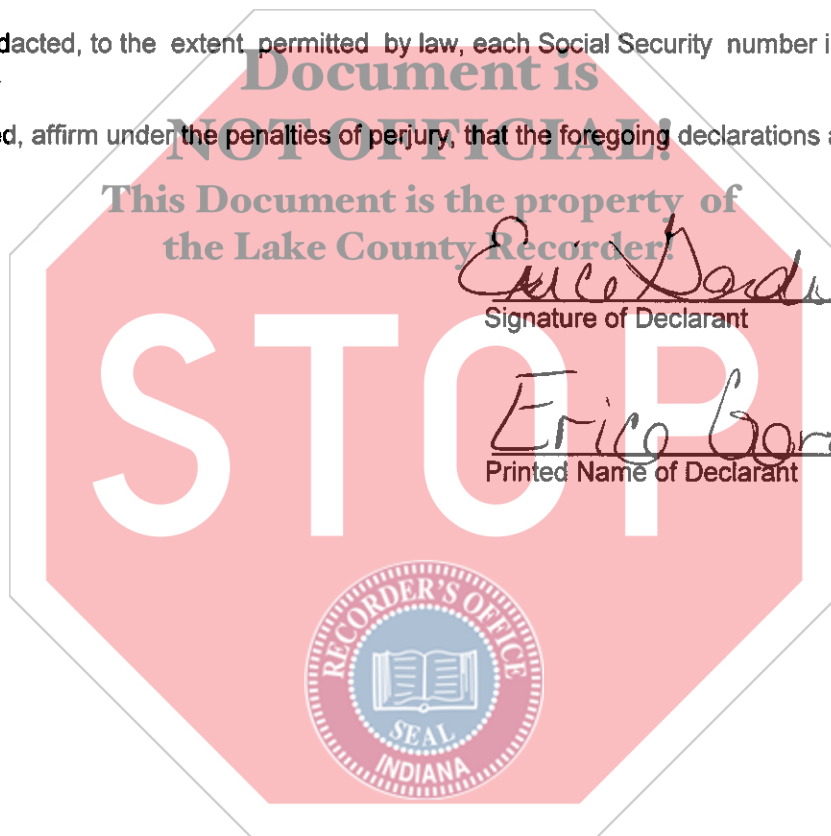 dacted, to the extent permitted by law, each Social Security number i
Document is
ed, affirm under the penalties of perjury, that the foregoing declarations a
NOT OFFICIAL!
This Document is the property of
the Lake County Recorder!
Signature of Declarant
Erica
Printed Name of Declarant
STOP
RECORDER'S OFFICE
SEAL
INDIANA